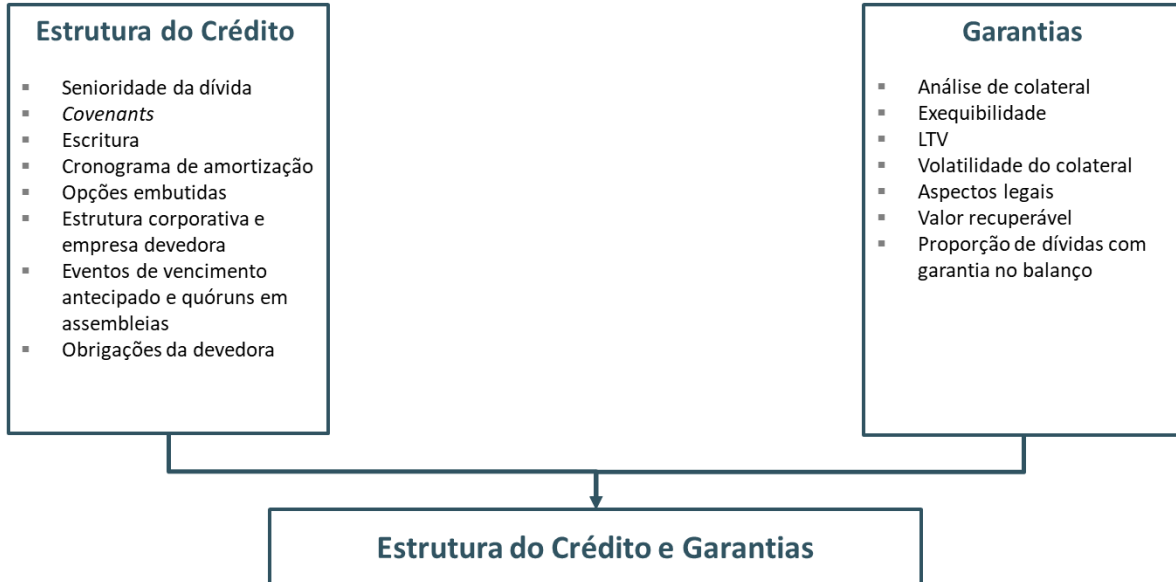 Estrutura do Crédito
▪ Senioridade da dívida
▪ Covenants
▪ Escritura
▪ Cronograma de amortização
▪ Opções embutidas
▪ Estrutura corporativa e
empresa devedora
▪ Eventos de vencimento
antecipado e quóruns em
assembleias
▪ Obrigações da devedora
Garantias
▪ Análise de colateral
▪ Exequibilidade
▪ LTV
▪ Volatilidade do colateral
▪ Aspectos legais
▪ Valor recuperável
▪ Proporção de dívidas com
garantia no balanço
Estrutura do Crédito e Garantias